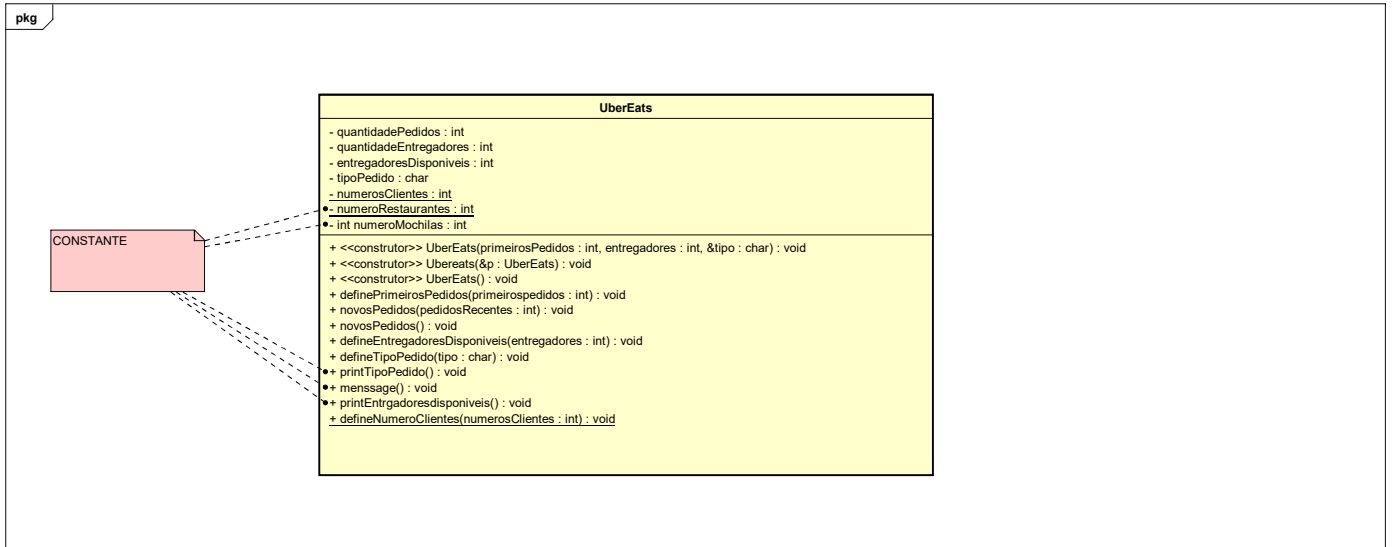 pkg
UberEats
- quantidadePedidos : int
- quantidadeEntregadores : int
- entregadoresDisponiveis : int
- tipoPedido : char
- numerosClientes : int
- numeroRestaurantes : int
- int numeroMochilas : int
CONSTANTE
+ <<construtor>> UberEats(primeirosPedidos : int, entregadores : int, &tipo : char) : void
+ <<construtor>> Ubereats(&p : UberEats) : void
+ <<construtor>> UberEats() : void
+ definePrimeirosPedidos(primeirospedidos : int) : void
+ novosPedidos(pedidosRecentes : int) : void
+ novosPedidos() : void
+ defineEntregadoresDisponiveis(entregadores : int) : void
+ defineTipoPedido(tipo : char) : void
+ printTipoPedido() : void
+ menssage() : void
+ printEntrgadoresdisponiveis() : void
+ defineNumeroClientes(numerosClientes : int) : void